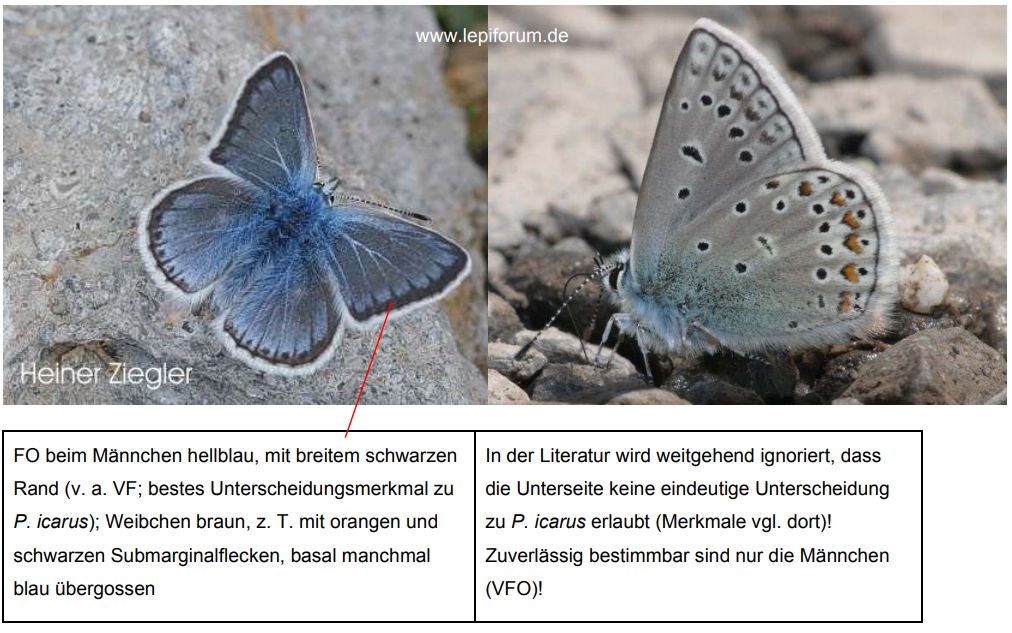 www.lepiforum.de
Heiner Ziegler
FO beim Männchen hellblau, mit breitem schwarzen
Rand (v. a. VF; bestes Unterscheidungsmerkmal zu
P. icarus); Weibchen braun, z. T. mit orangen und
schwarzen Submarginalflecken, basal manchmal
blau übergossen
In der Literatur wird weitgehend ignoriert, dass
die Unterseite keine eindeutige Unterscheidung
zu P. icarus erlaubt (Merkmale vgl. dort)!
Zuverlässig bestimmbar sind nur die Männchen
(VFO)!